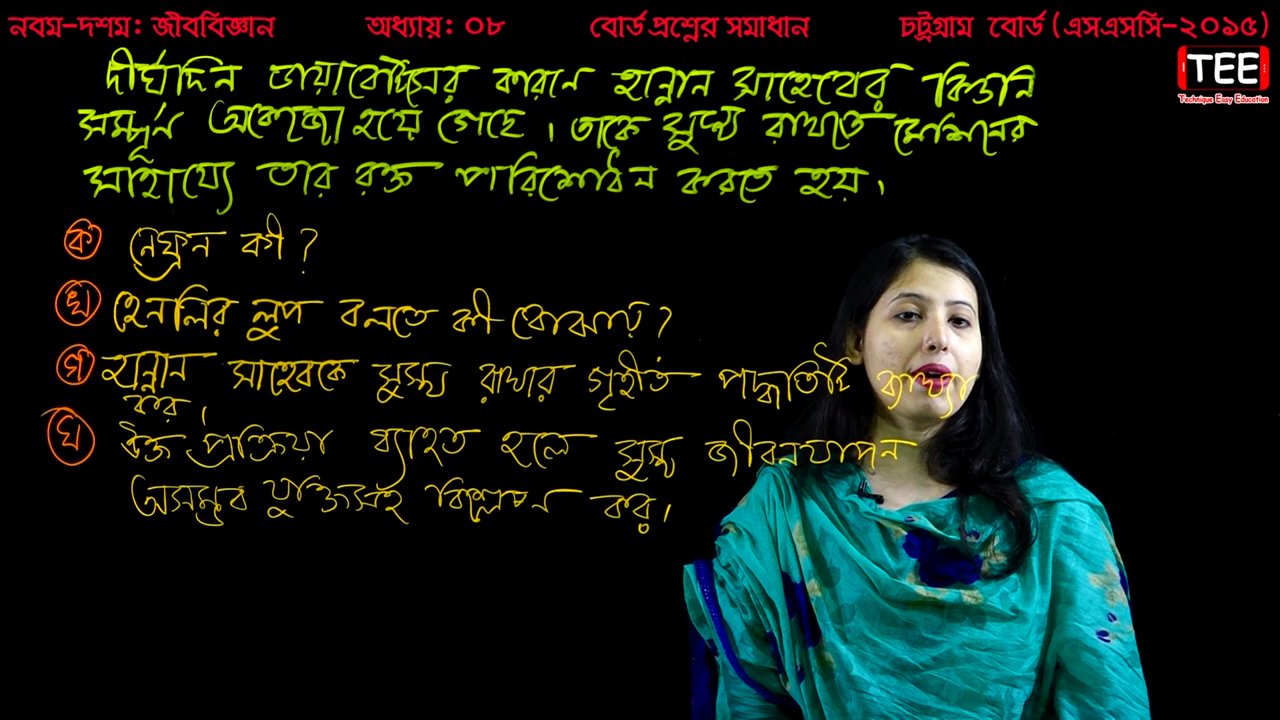 নবম-দশম: জীববিজ্ঞান অধ্যায়: ০৮ বোর্ড প্রশ্নের সমাধান চট্রগ্রাম বোর্ড (এসএসসি-২০১৫)
TEE
Technique Easy Education
দীর্ঘদিন ডায়াবেটিসের কারণে হান্নান সাহেবের কিডনি
সম্পূর্ণ অকেজো হয়ে গেছে। তাকে সুস্থ্য রাখতে মেশিনের
সাহায্যে তার রক্ত পরিশোধন করতে হয়।
ক নেফ্রন কী?
খ হেনলির লুপ বলতে কী বোঝায়?
গ হান্নান সাহেবকে সুস্থ্য রাখার গৃহীত পদ্ধতিটি ব্যাখ্যা
কর।
ঘ উক্ত প্রক্রিয়া ব্যাহত হলে সুস্থ্য জীবনযাপন
অসম্ভব যুক্তিসহ বিশ্লেষণ কর।